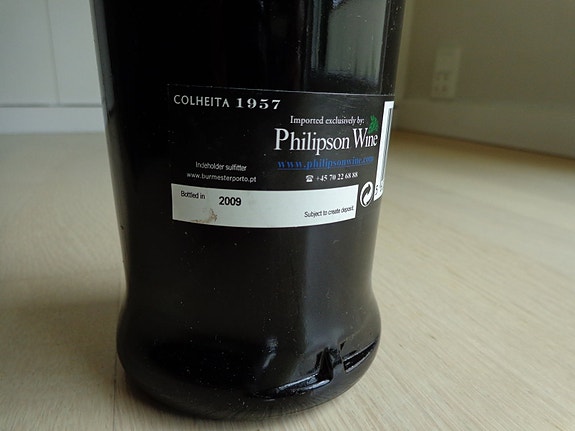 COLHEITA 1957
Imported exclusively by:
Philipson Wine
www.philipsonwine.com
☎ +45 70 22 68 88
Indeholder sulfitter
www.burmesterporto.pt
Bottled in 2009
Subject to create deposit